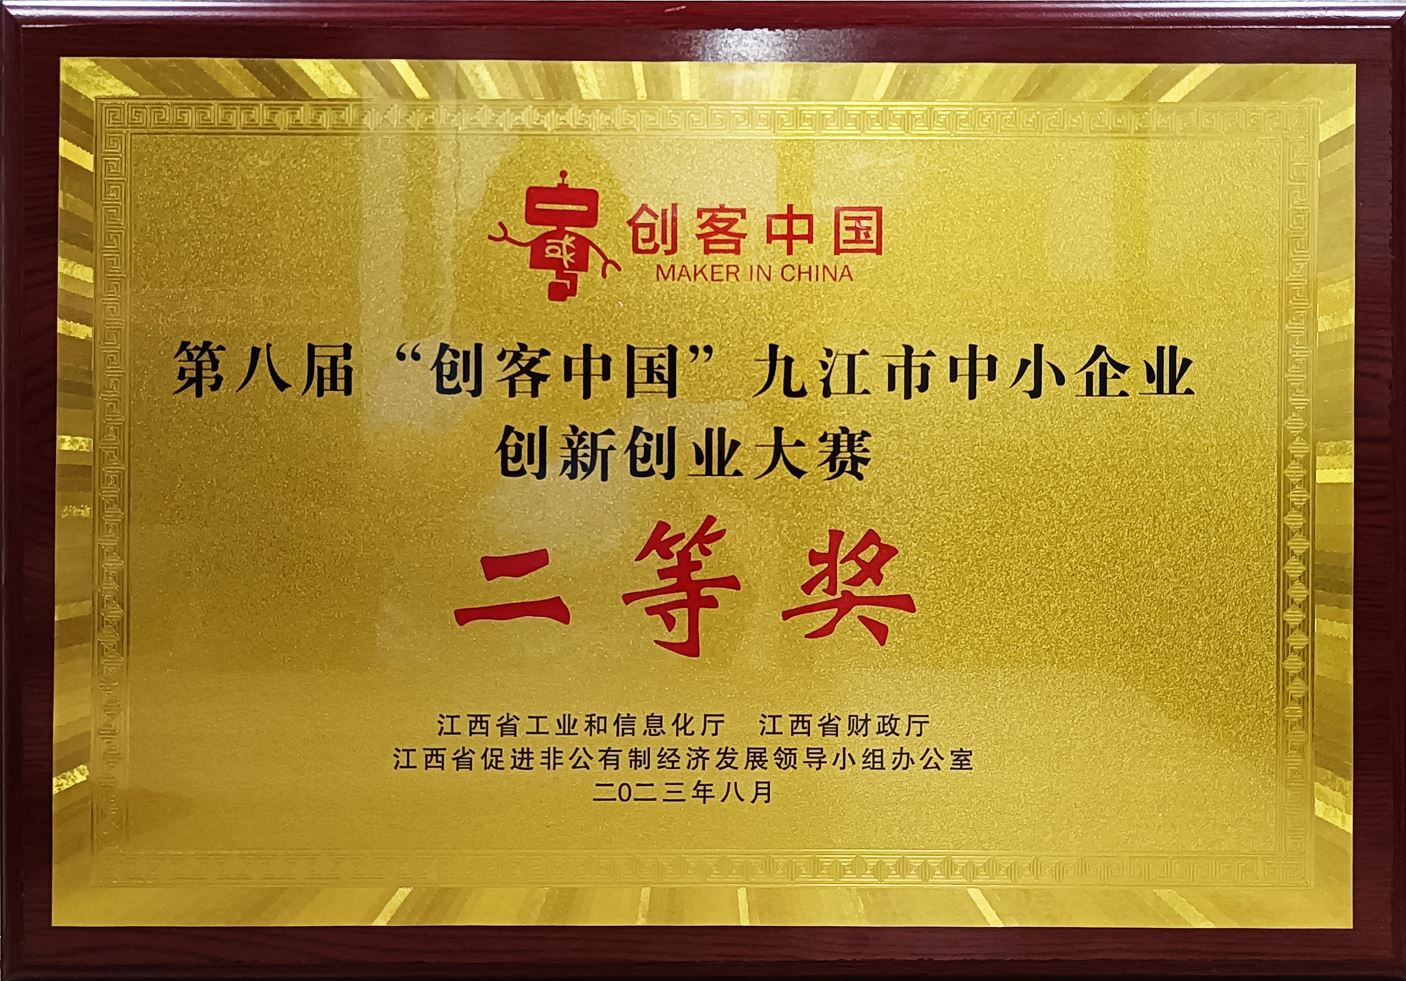 创客中国
MAKER IN CHINA
第八届“创客中国”九江市中小企业
创新创业大赛
二等奖
江西省工业和信息化厅 江西省财政厅
江西省促进非公有制经济发展领导小组办公室
二0二三年八月